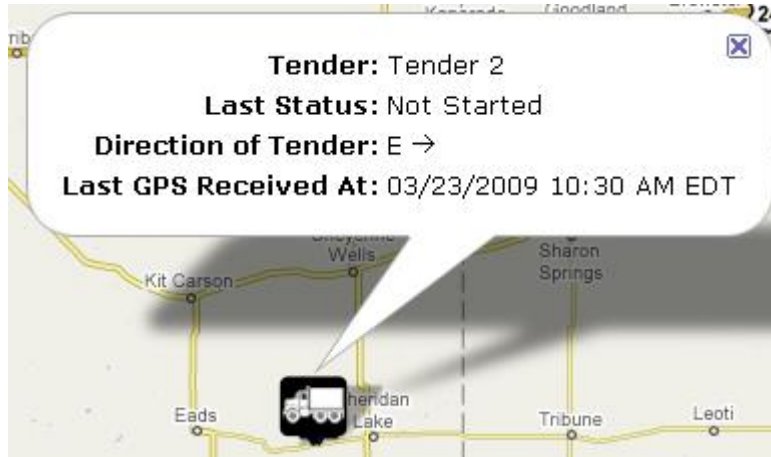 Goodland
Tender: Tender 2
Last Status: Not Started
Direction of Tender: E →
Last GPS Received At: 03/23/2009 10:30 AM EDT
Wells
Sharon
Springs
Kit Carson
Lake
Eads
Tribune
Leoti